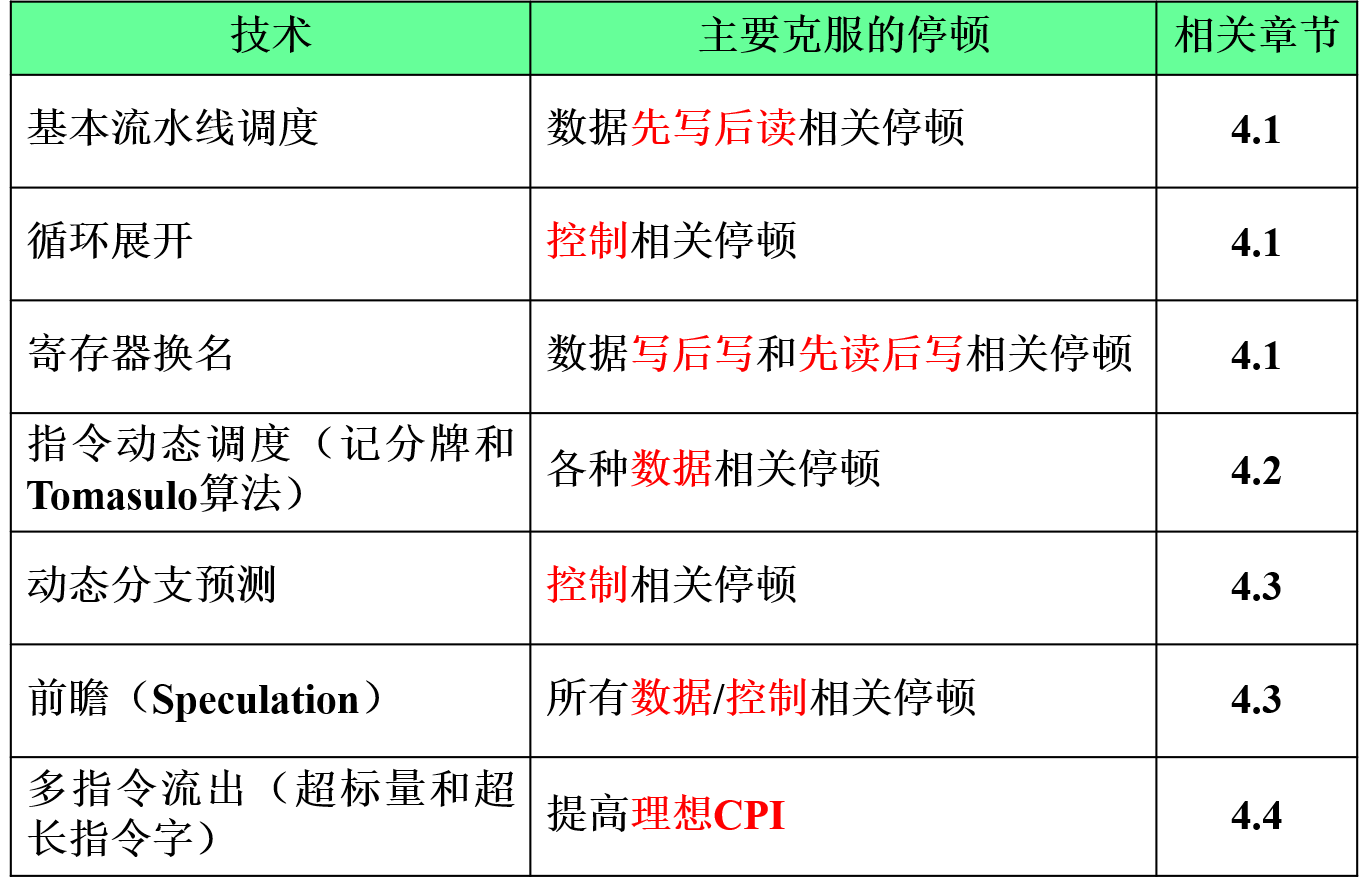 技术 主要克服的停顿 相关章节
基本流水线调度 数据先写后读相关停顿 4.1
循环展开 控制相关停顿 4.1
寄存器换名 数据写后写和先读后写相关停顿 4.1
指令动态调度（记分牌和
Tomasulo算法） 各种数据相关停顿 4.2
动态分支预测 控制相关停顿 4.3
前瞻（Speculation） 所有数据/控制相关停顿 4.3
多指令流出（超标量和超
长指令字） 提高理想CPI 4.4